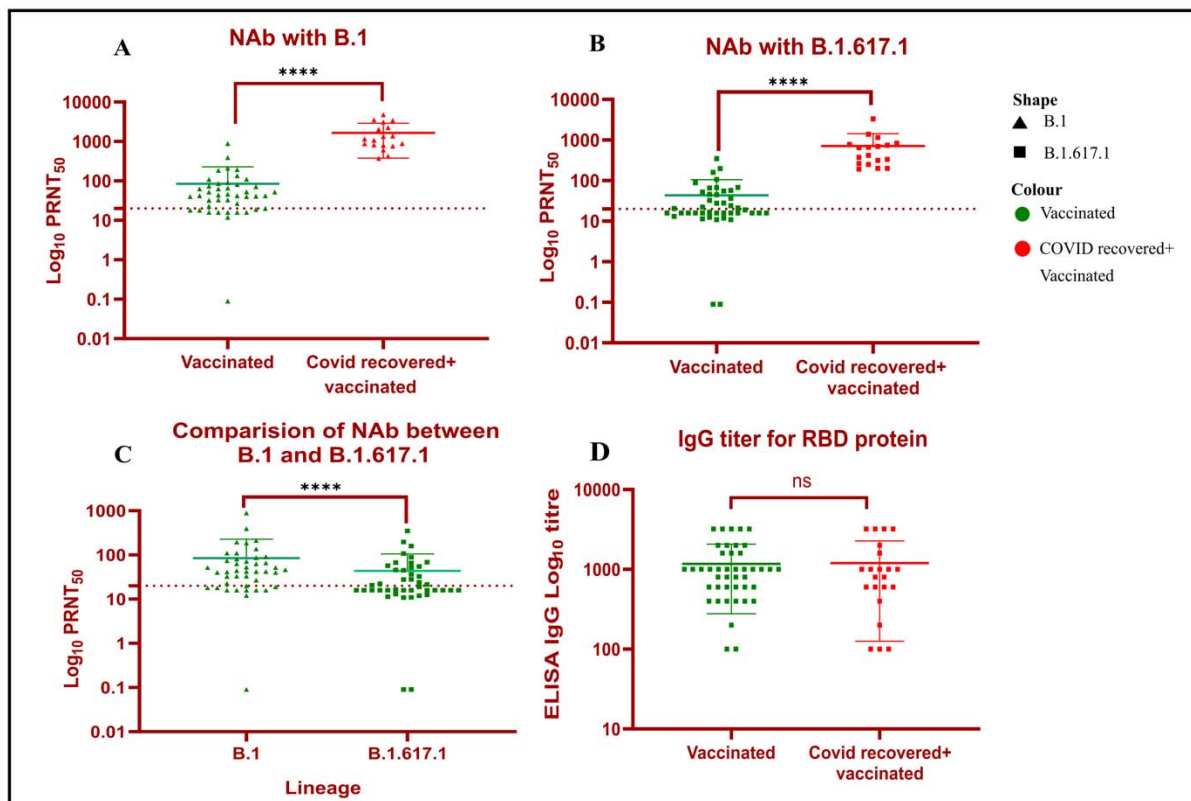 A
NAb with B.1
****
10000
1000
100
10
1
0.1
0.01
Log10 PRNT50
Vaccinated
Covid recovered+
vaccinated
B
NAb with B.1.617.1
****
10000
1000
100
10
1
0.1
0.01
Log10 PRNT50
Vaccinated
Covid recovered+
vaccinated
Shape
B.1
B.1.617.1
Colour
Vaccinated
COVID recovered+
Vaccinated
C
Comparision of NAb between
B.1 and B.1.617.1
****
1000
100
10
1
0.1
0.01
Log10 PRNT50
B.1
B.1.617.1
Lineage
D
IgG titer for RBD protein
ns
10000
1000
100
10
ELISA IgG Log10 titre
Vaccinated
Covid recovered+
vaccinated